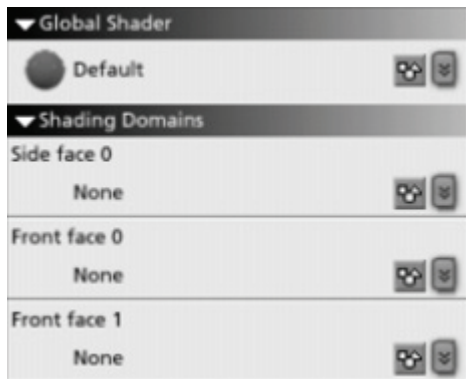 Global Shader
Default
Shading Domains
Side face 0
None
Front face 0
None
Front face 1
None